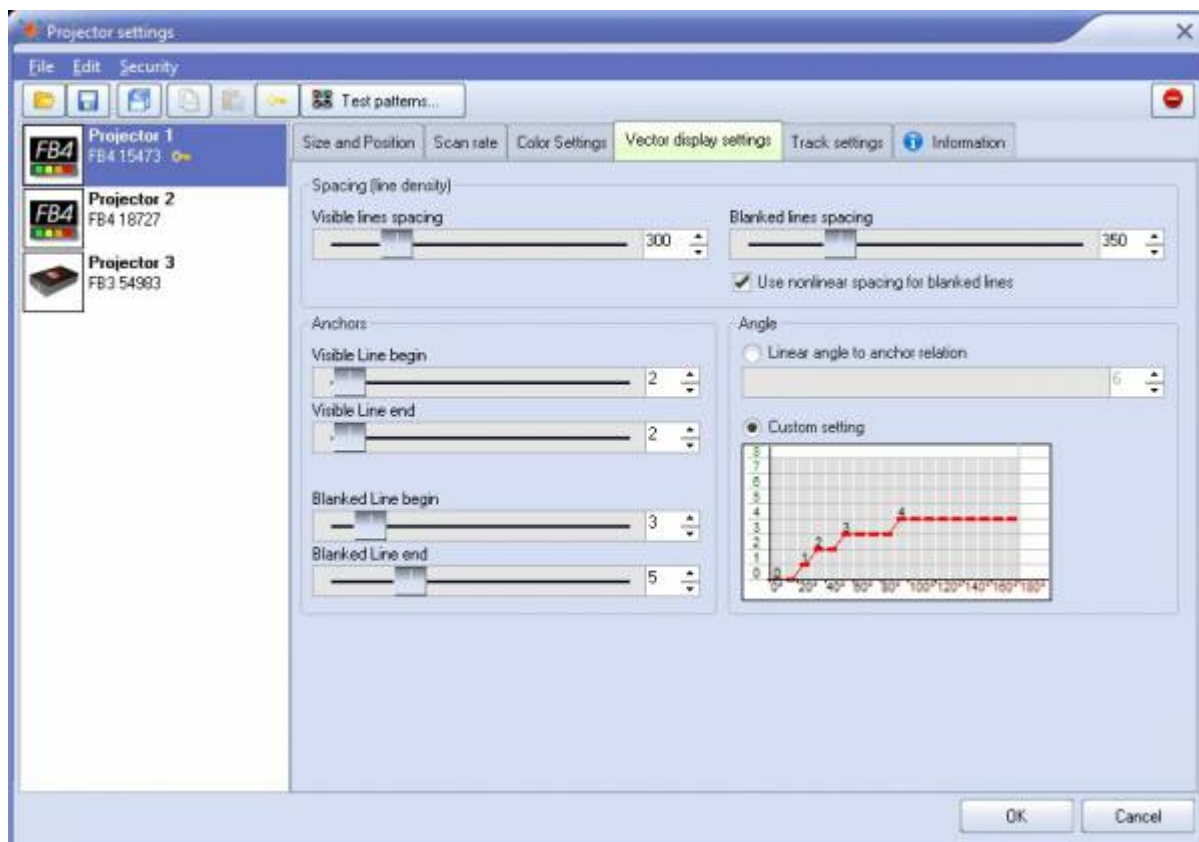 Projector settings
File Edit Security
Test patterns...
FB4 Projector 1
FB4 15473
FB4 Projector 2
FB4 18727
Projector 3
FB3 54983
Size and Position Scan rate Color Settings Vector display settings Track settings Information
Spacing (line density)
Visible lines spacing Blanked lines spacing
300 350
Use nonlinear spacing for blanked lines
Anchors Angle
Visible Line begin Linear angle to anchor relation
2 6
Visible Line end
2 Custom setting
Blanked Line begin
3
Blanked Line end
5
8
7
6
5
4 4
3 3
2 2
1 1
0 0
0° 20° 40° 60° 80° 100° 120° 140° 160° 180°
OK Cancel